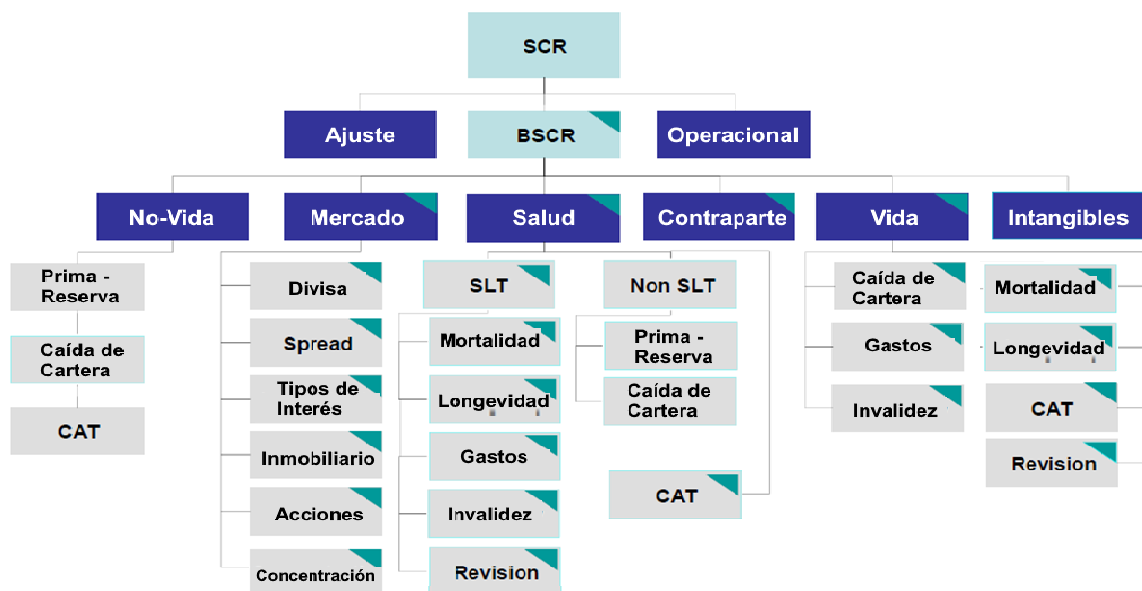 SCR
Ajuste
BSCR
Operacional
No-Vida
Mercado
Salud
Contraparte
Vida
Intangibles
Prima -
Reserva
Caída de
Cartera
CAT
Divisa
Spread
Tipos de
Interés
Inmobiliario
Acciones
Concentración
SLT
Mortalidad
Longevidad
Gastos
Invalidez
Revision
Non SLT
Prima -
Reserva
Caída de
Cartera
CAT
Caída de
Cartera
Gastos
Invalidez
Mortalidad
Longevidad
CAT
Revision